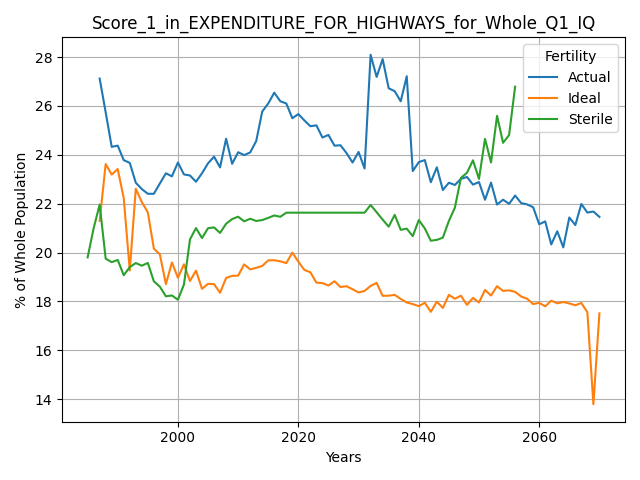 Score_1_in_EXPENDITURE_FOR_HIGHWAYS_for_Whole_Q1_IQ
Fertility
Actual
Ideal
Sterile
% of Whole Population
28
26
24
22
20
18
16
14
2000
2020
2040
2060
Years